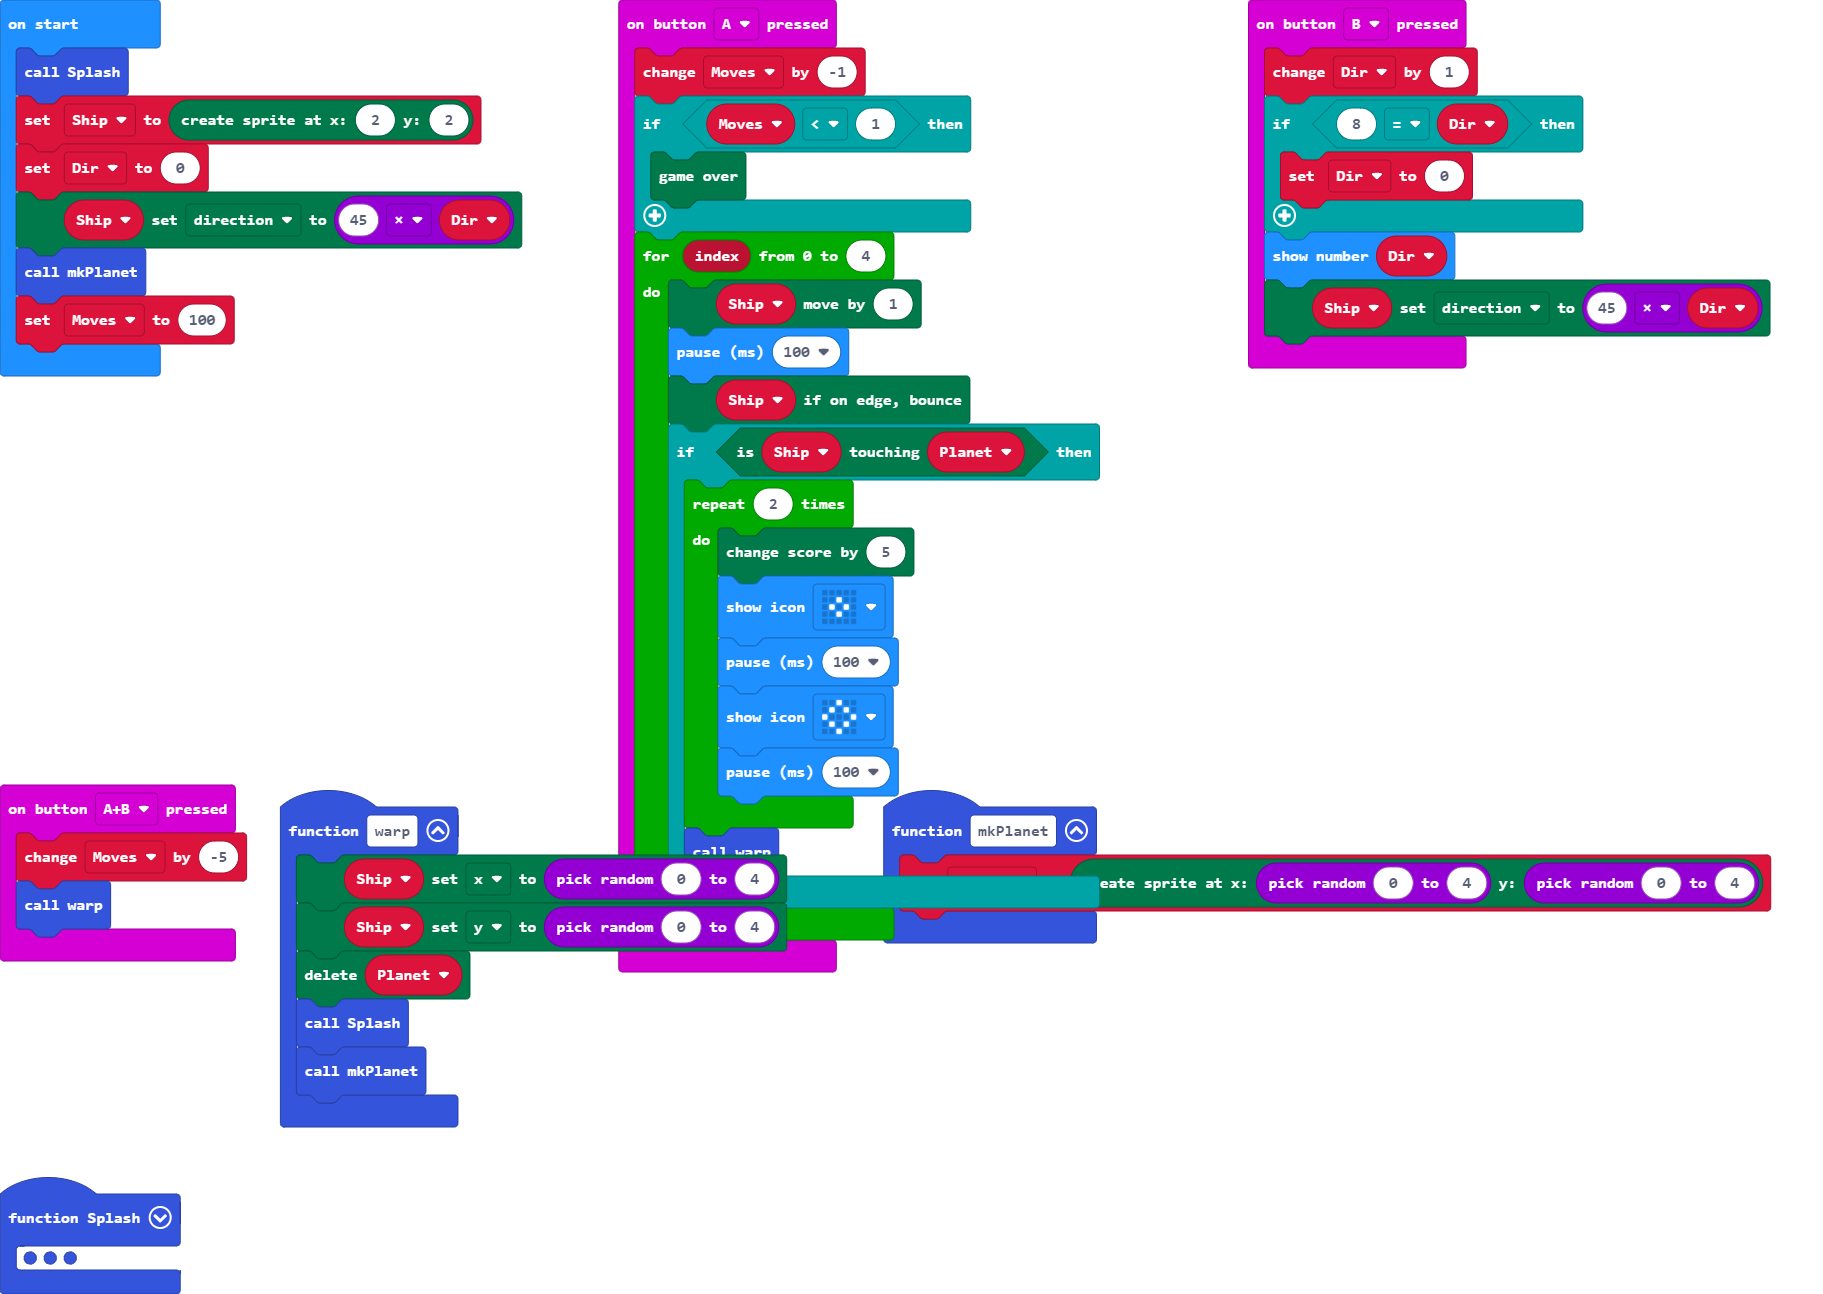 on start
call Splash
set Ship to create sprite at x: 2 y: 2
set Dir to 0
Ship set direction to 45 × Dir
call mkPlanet
set Moves to 100
on button A pressed
change Moves by -1
if Moves < 1 then
game over
for index from 0 to 4
do
Ship move by 1
pause (ms) 100
Ship if on edge, bounce
if is Ship touching Planet then
repeat 2 times
do
change score by 5
show icon
pause (ms) 100
show icon
pause (ms) 100
call warp
on button B pressed
change Dir by 1
if 8 = Dir then
set Dir to 0
show number Dir
Ship set direction to 45 × Dir
on button A+B pressed
change Moves by -5
call warp
function warp
Ship set x to pick random 0 to 4
Ship set y to pick random 0 to 4
delete Planet
call Splash
call mkPlanet
function mkPlanet
eate sprite at x: pick random 0 to 4 y: pick random 0 to 4
function Splash